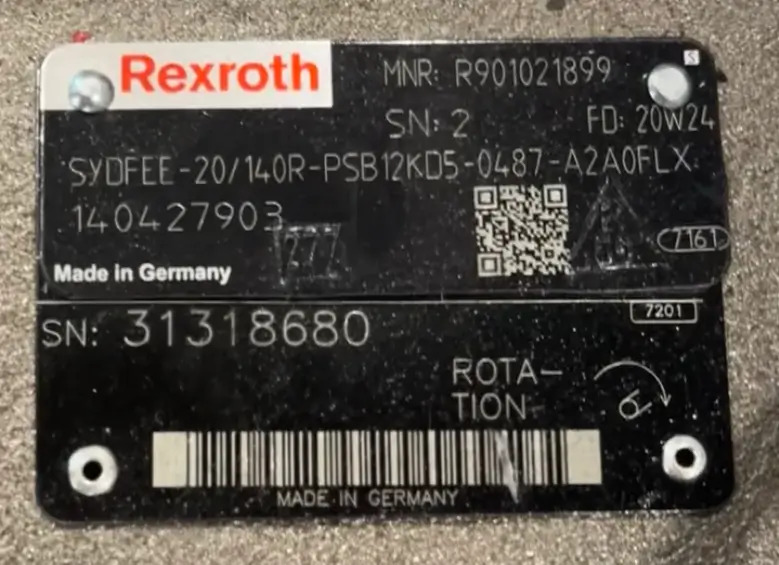 Rexroth
MNR: R901021899
S
SN: 2
FD: 20W24
SYDFEE-20/140R-PSB12KD5-0487-A2A0FLX
140427903
277
7161
Made in Germany
7201
SN: 31318680
ROTA-
TION
MADE IN GERMANY